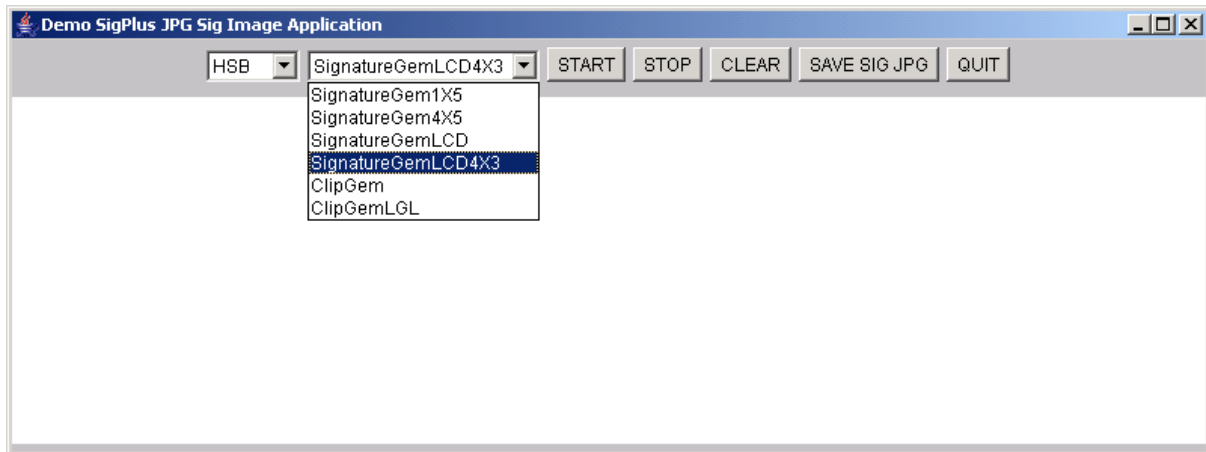 Demo SigPlus JPG Sig Image Application
HSB SignatureGemLCD4X3 START STOP CLEAR SAVE SIG JPG QUIT
SignatureGem1X5
SignatureGem4X5
SignatureGemLCD
SignatureGemLCD4X3
ClipGem
ClipGemLGL